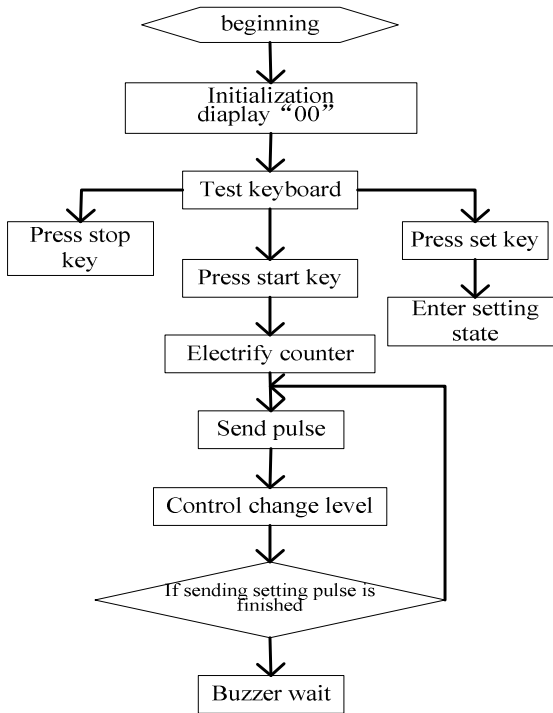 beginning
Initialization
diaplay “00”
Test keyboard
Press stop
key
Press set key
Press start key
Enter setting
state
Electrify counter
Send pulse
Control change level
If sending setting pulse is
finished
Buzzer wait